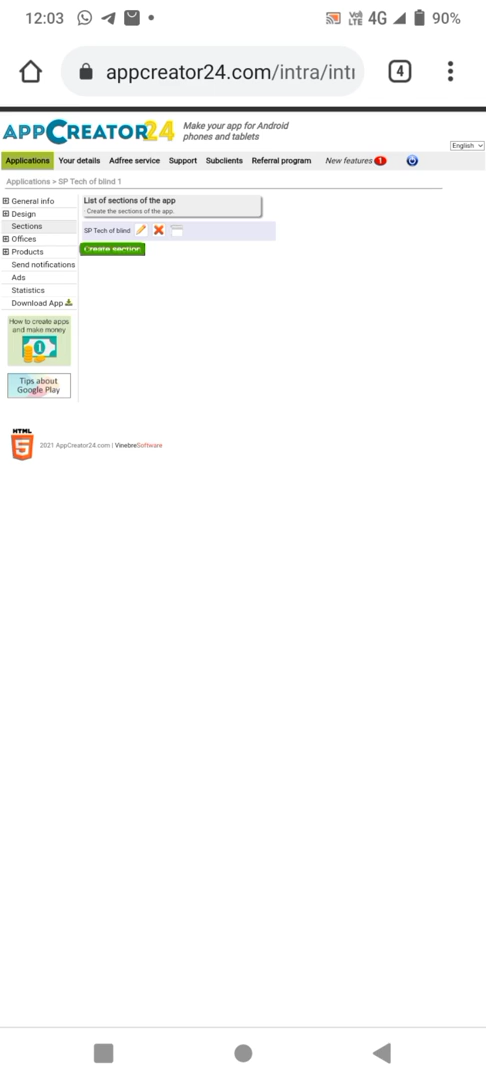 12:03
Vo) LTE 4G 90%
appcreator24.com/intra/intr
4
APPCREATOR24
Make your app for Android
phones and tablets
English
Applications Your details Adfree service Support Subclients Referral program New features 1
Applications > SP Tech of blind 1
General info
Design
Sections
Offices
Products
Send notifications
Ads
Statistics
Download App
How to create apps
and make money
1
Tips about
Google Play
List of sections of the app
Create the sections of the app.
SP Tech of blind
Create section
HTML
5
2021 AppCreator24.com | VinebreSoftware